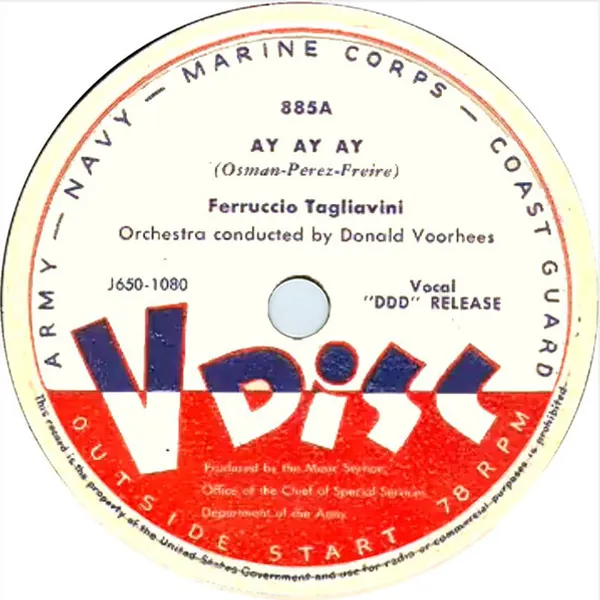 ARMY — NAVY — MARINE CORPS — COAST GUARD
885A
AY AY AY
(Osman-Perez-Freire)
Ferruccio Tagliavini
Orchestra conducted by Donald Voorhees
J650-1080
Vocal
"DDD" RELEASE
V DiSC
Produced by the Music Section,
Office of the Chief of Special Services,
Department of the Army.
OUTSIDE START 78 RPM
This record is the property of the United States Government and use for radio or commercial purposes is prohibited.